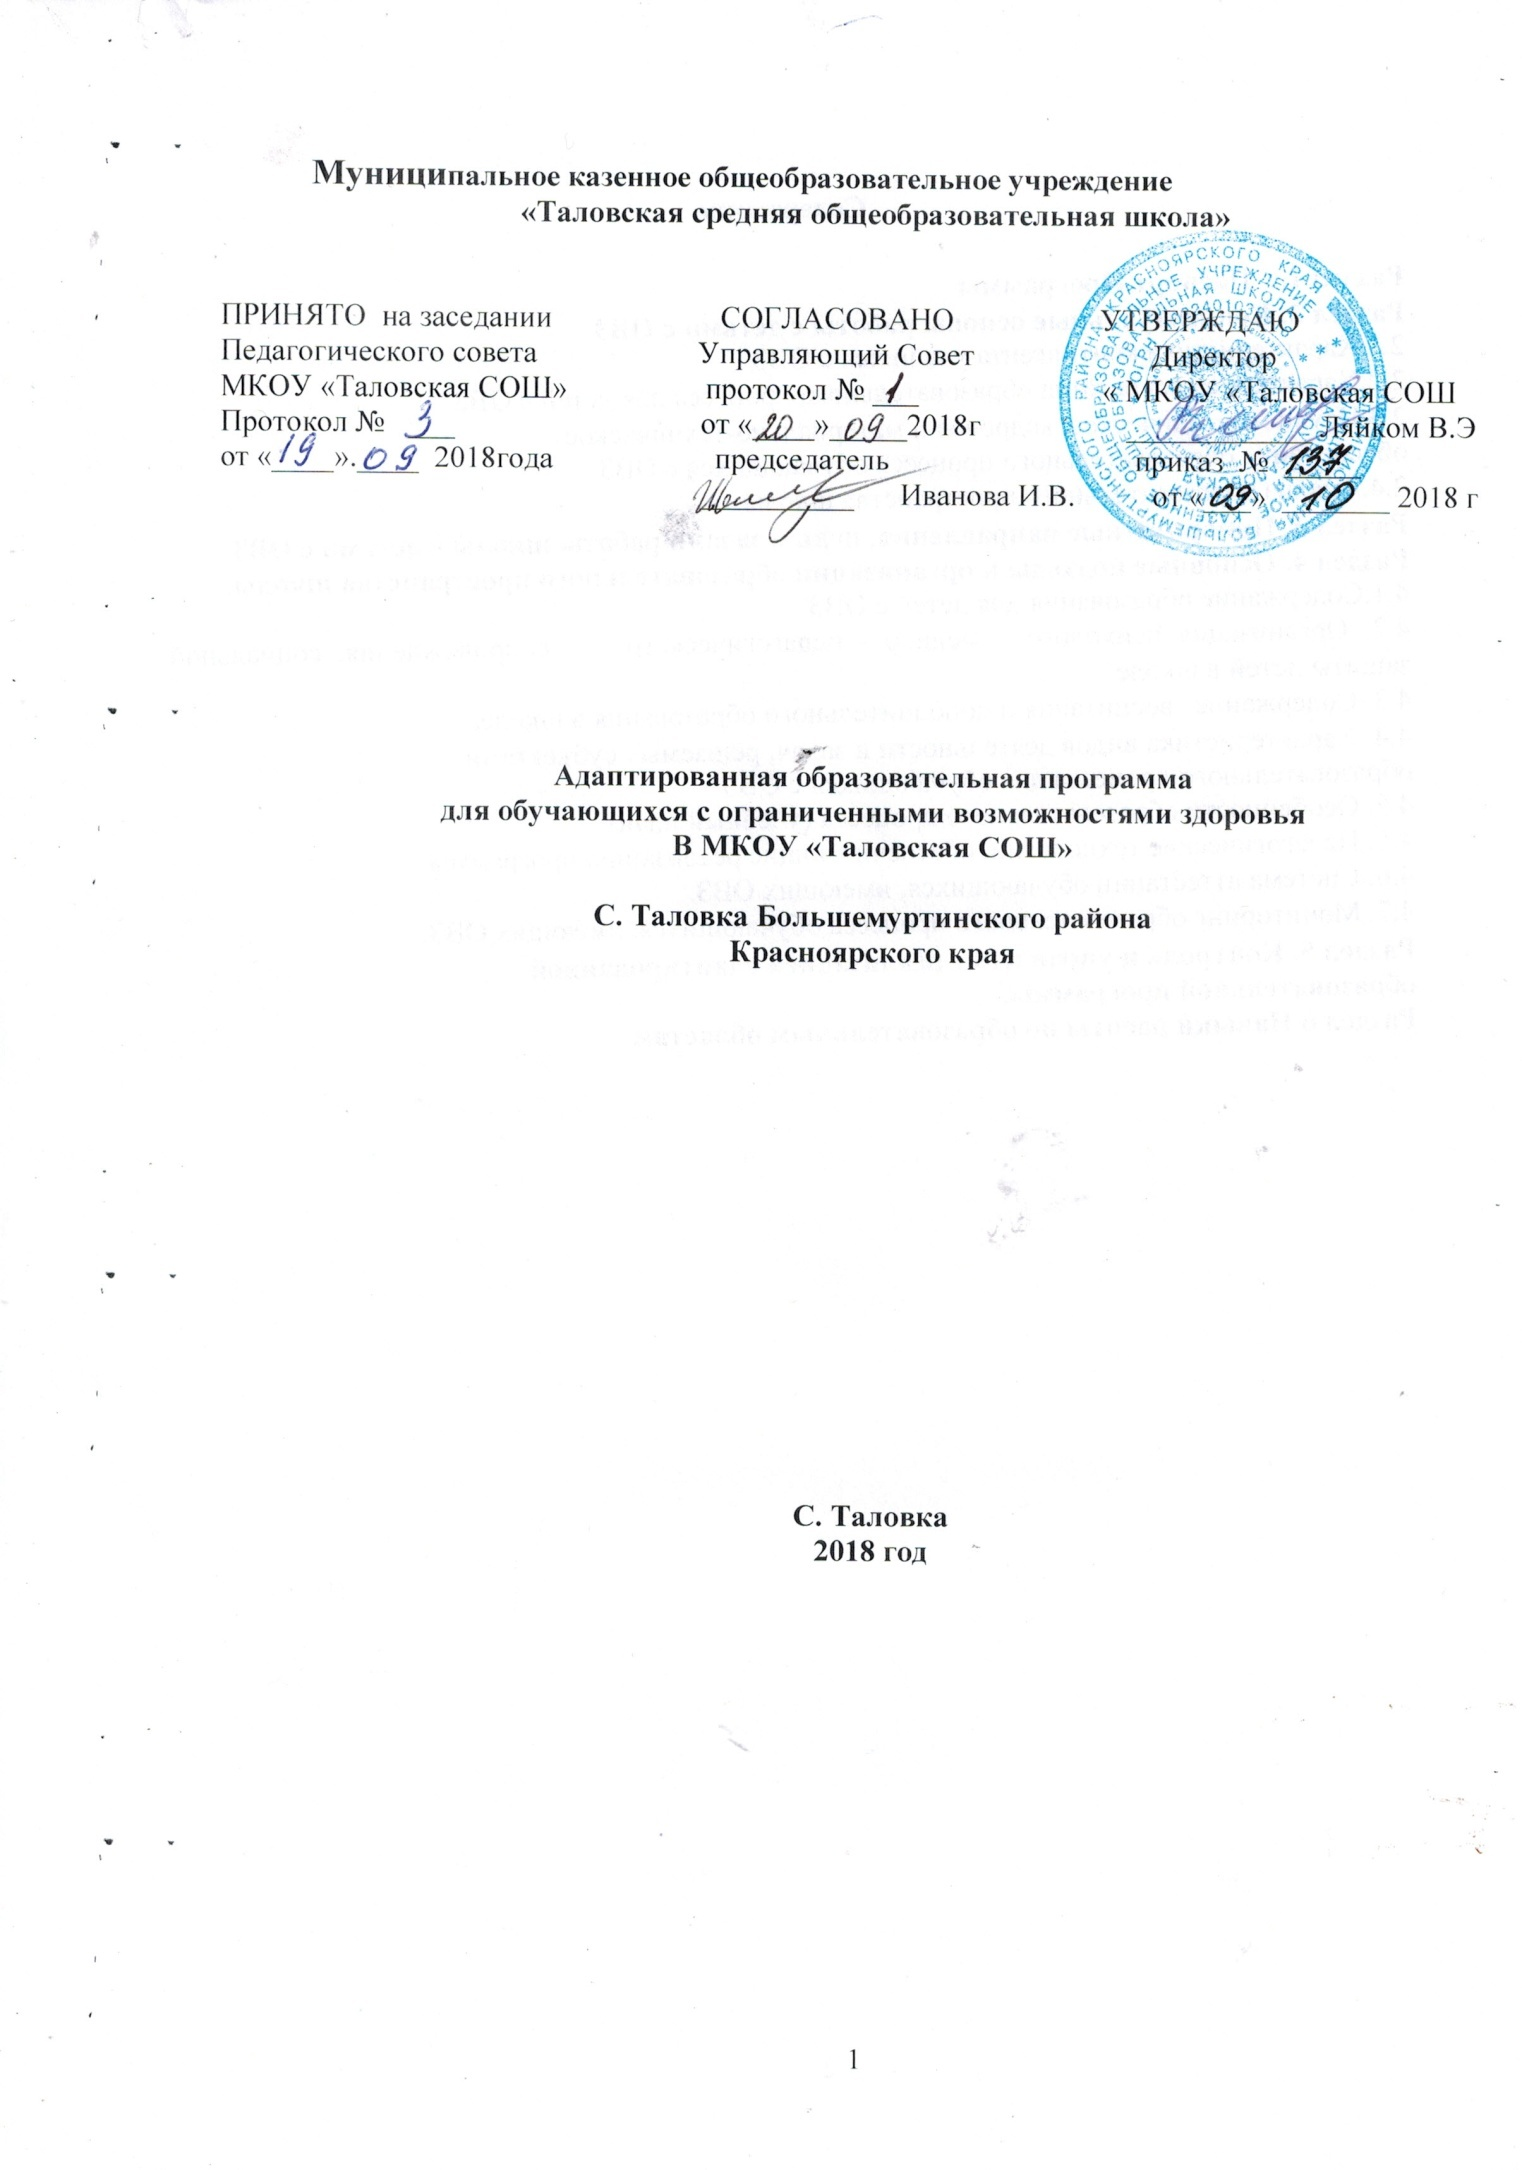 Муниципальное казенное общеобразовательное учреждение
«Таловская средняя общеобразовательная школа»
ПРИНЯТО на заседании
Педагогического совета
МКОУ «Таловская СОШ»
Протокол № 3
от «19».09 2018года
СОГЛАСОВАНО
Управляющий Совет
протокол № 1
от «20»09 2018г
председатель
Иванова И.В.
УТВЕРЖДАЮ
Директор
« МКОУ «Таловская СОШ
Ляйком В.Э
приказ № 137
от «09» 10 2018 г
РАЙОНА КРАСНОЯРСКОГО КРАЯ
Адаптированная образовательная программа
для обучающихся с ограниченными возможностями здоровья
В МКОУ «Таловская СОШ»
С. Таловка Большемуртинского района
Красноярского края
С. Таловка
2018 год
1